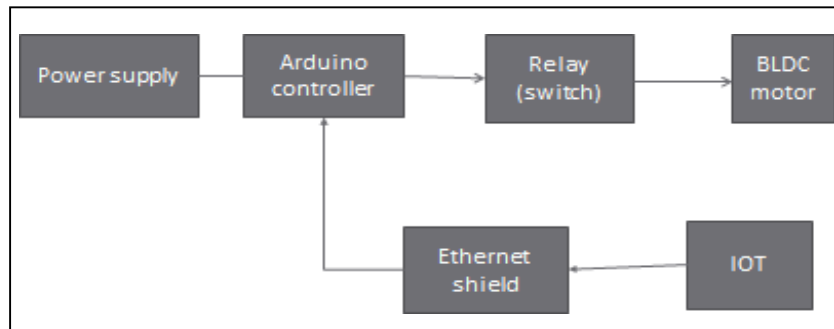 Power supply
Arduino
controller
Relay
(switch)
BLDC
motor
Ethernet
shield
IOT